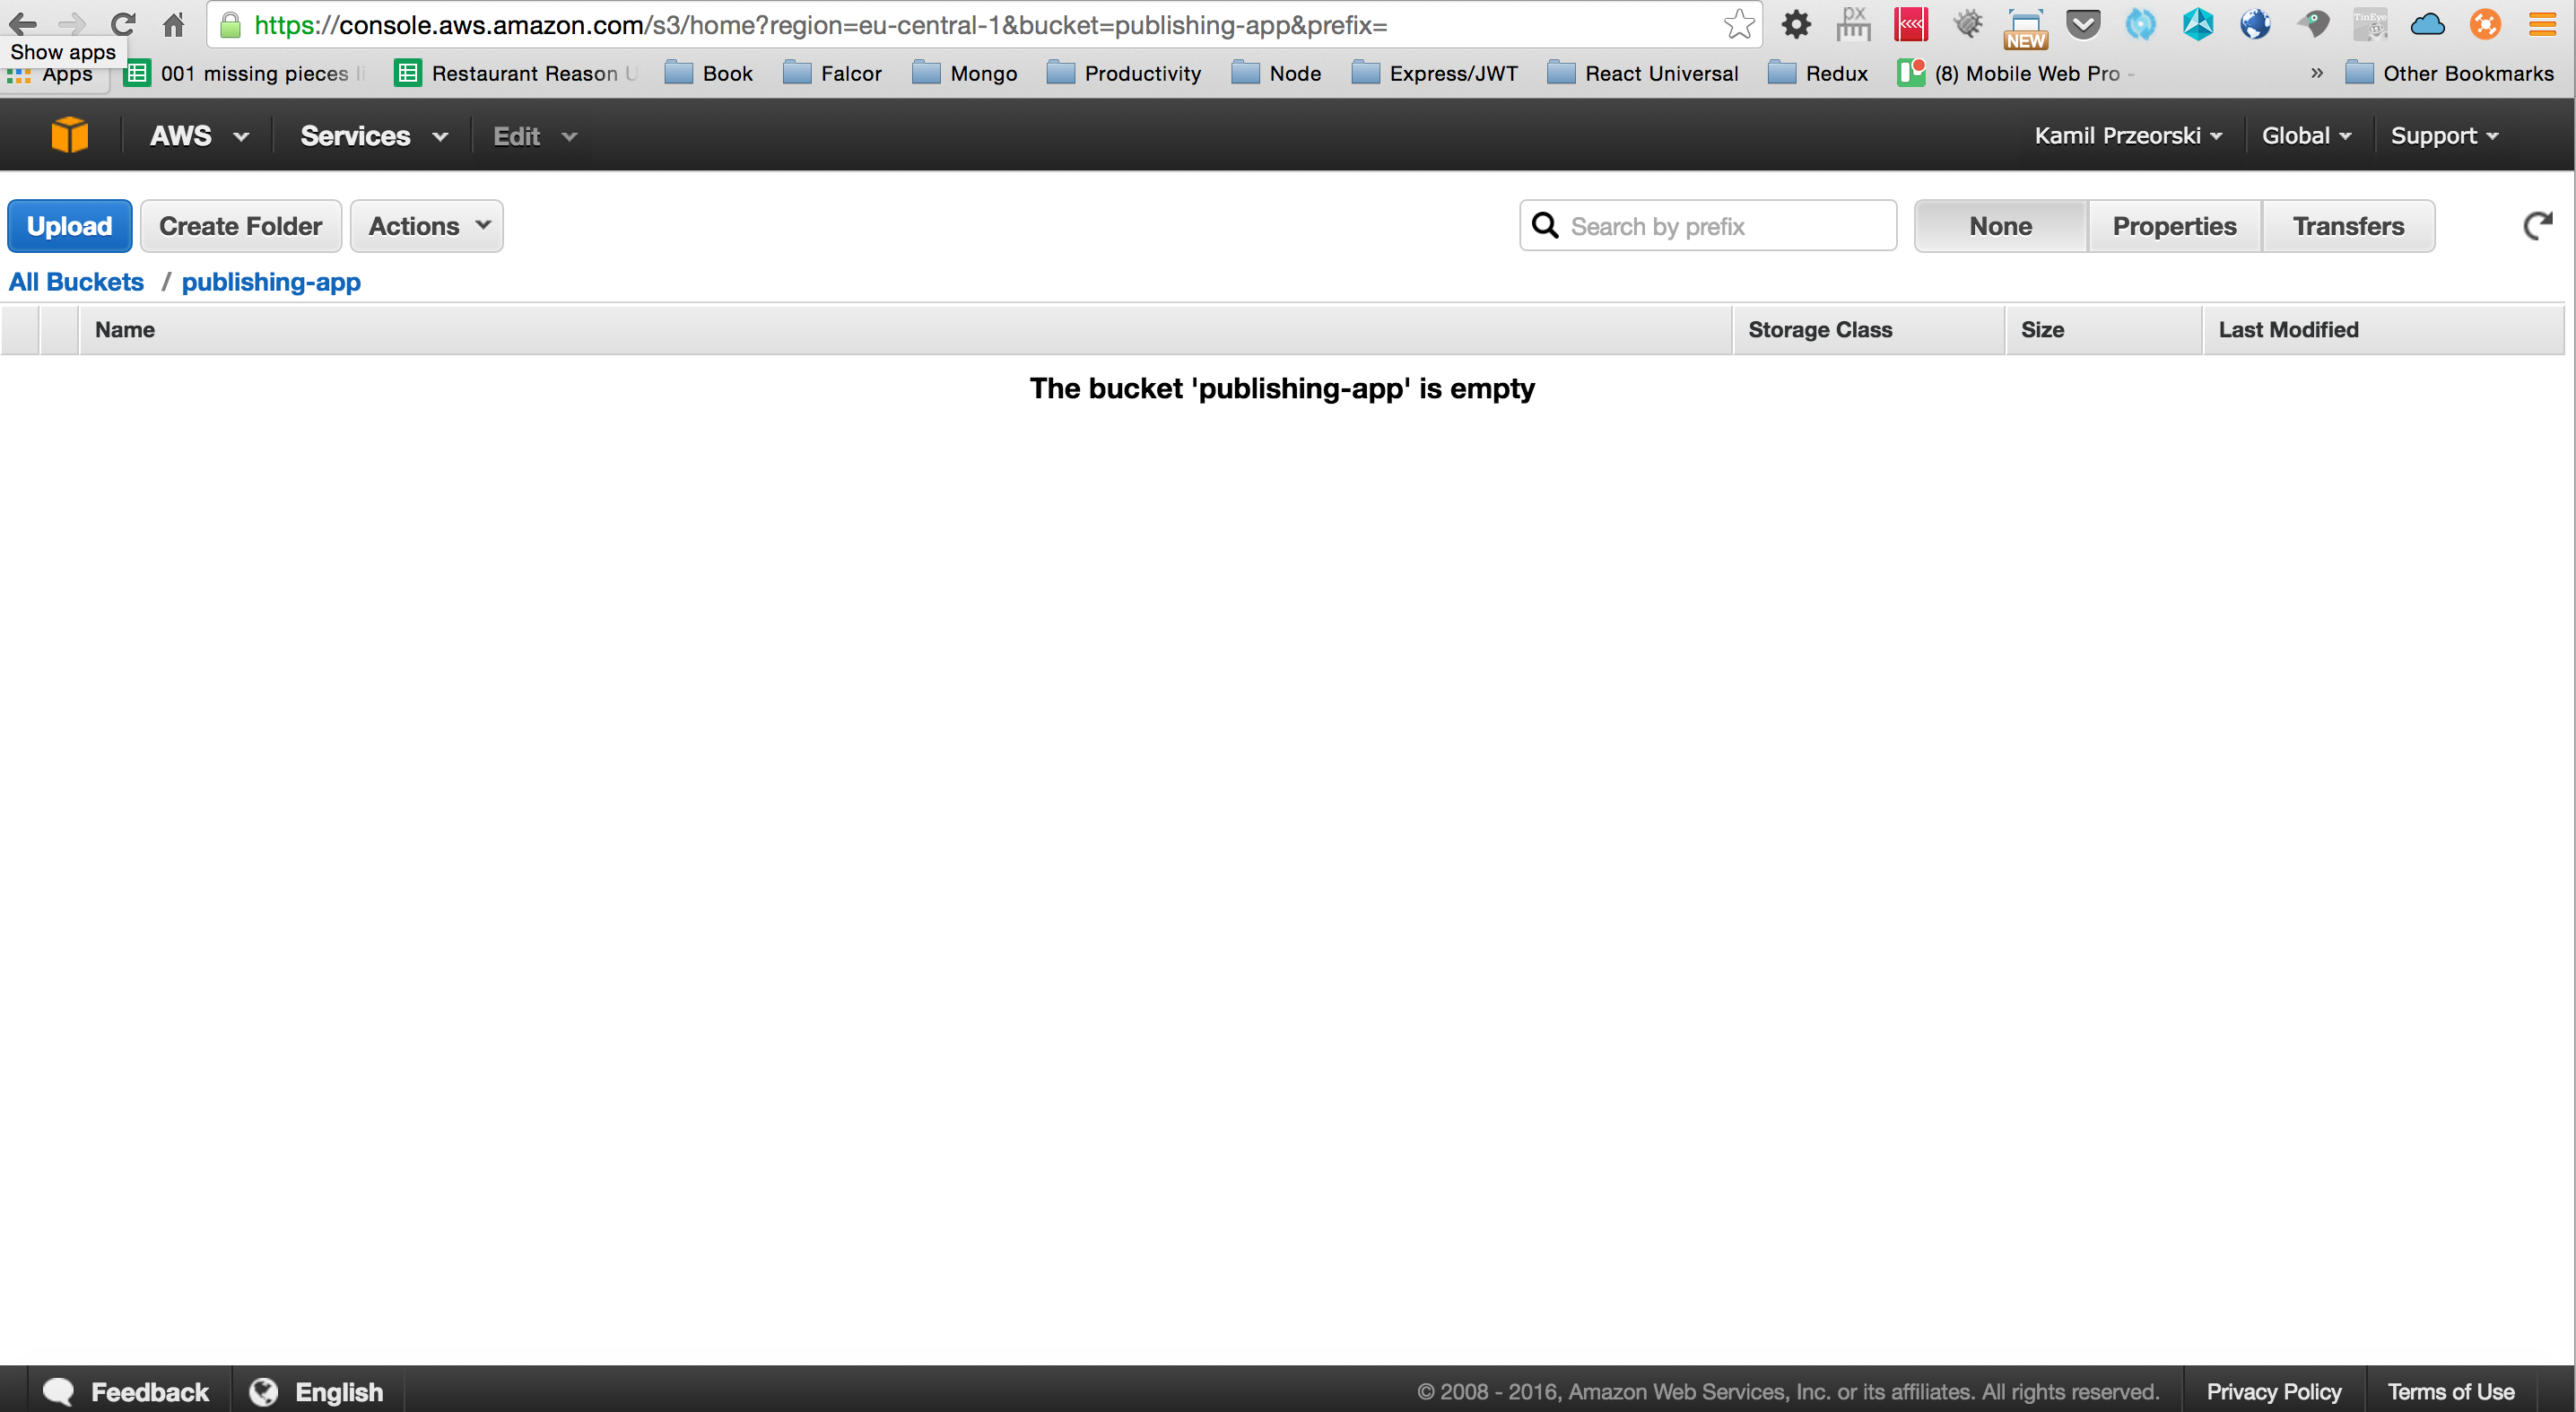 https://console.aws.amazon.com/s3/home?region=eu-central-1&bucket=publishing-app&prefix=
px
NEW
TinEye
Show apps
Apps 001 missing pieces li Restaurant Reason U Book Falcor Mongo Productivity Node Express/JWT React Universal Redux (8) Mobile Web Pro - » Other Bookmarks
AWS Services Edit Kamil Przeorski Global Support
Upload Create Folder Actions Search by prefix None Properties Transfers
All Buckets / publishing-app
Name Storage Class Size Last Modified
The bucket 'publishing-app' is empty
Feedback English © 2008 - 2016, Amazon Web Services, Inc. or its affiliates. All rights reserved. Privacy Policy Terms of Use